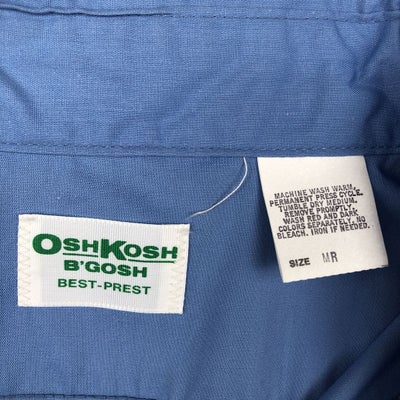 OSHKOSH
B'GOSH
BEST-PREST
MACHINE WASH WARM,
PERMANENT PRESS CYCLE.
TUMBLE DRY MEDIUM.
REMOVE PROMPTLY.
WASH RED AND DARK
COLORS SEPARATELY. NO
BLEACH. IRON IF NEEDED.
SIZE MR